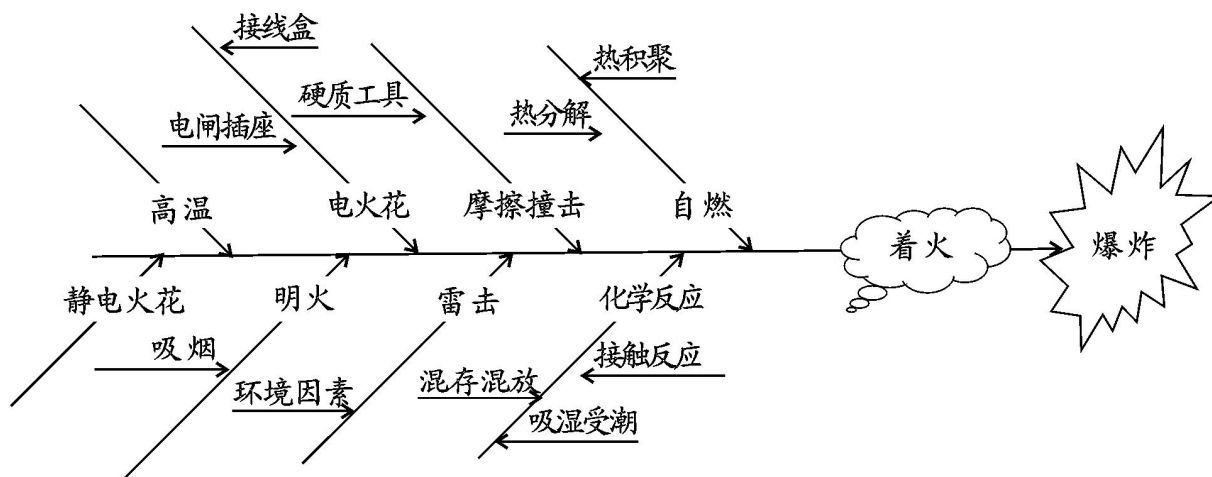 接线盒
硬质工具
热积聚
电闸插座
热分解
高温
电火花
摩擦撞击
自燃
着火
爆炸
静电火花
明火
雷击
化学反应
吸烟
环境因素
混存混放
接触反应
吸湿受潮